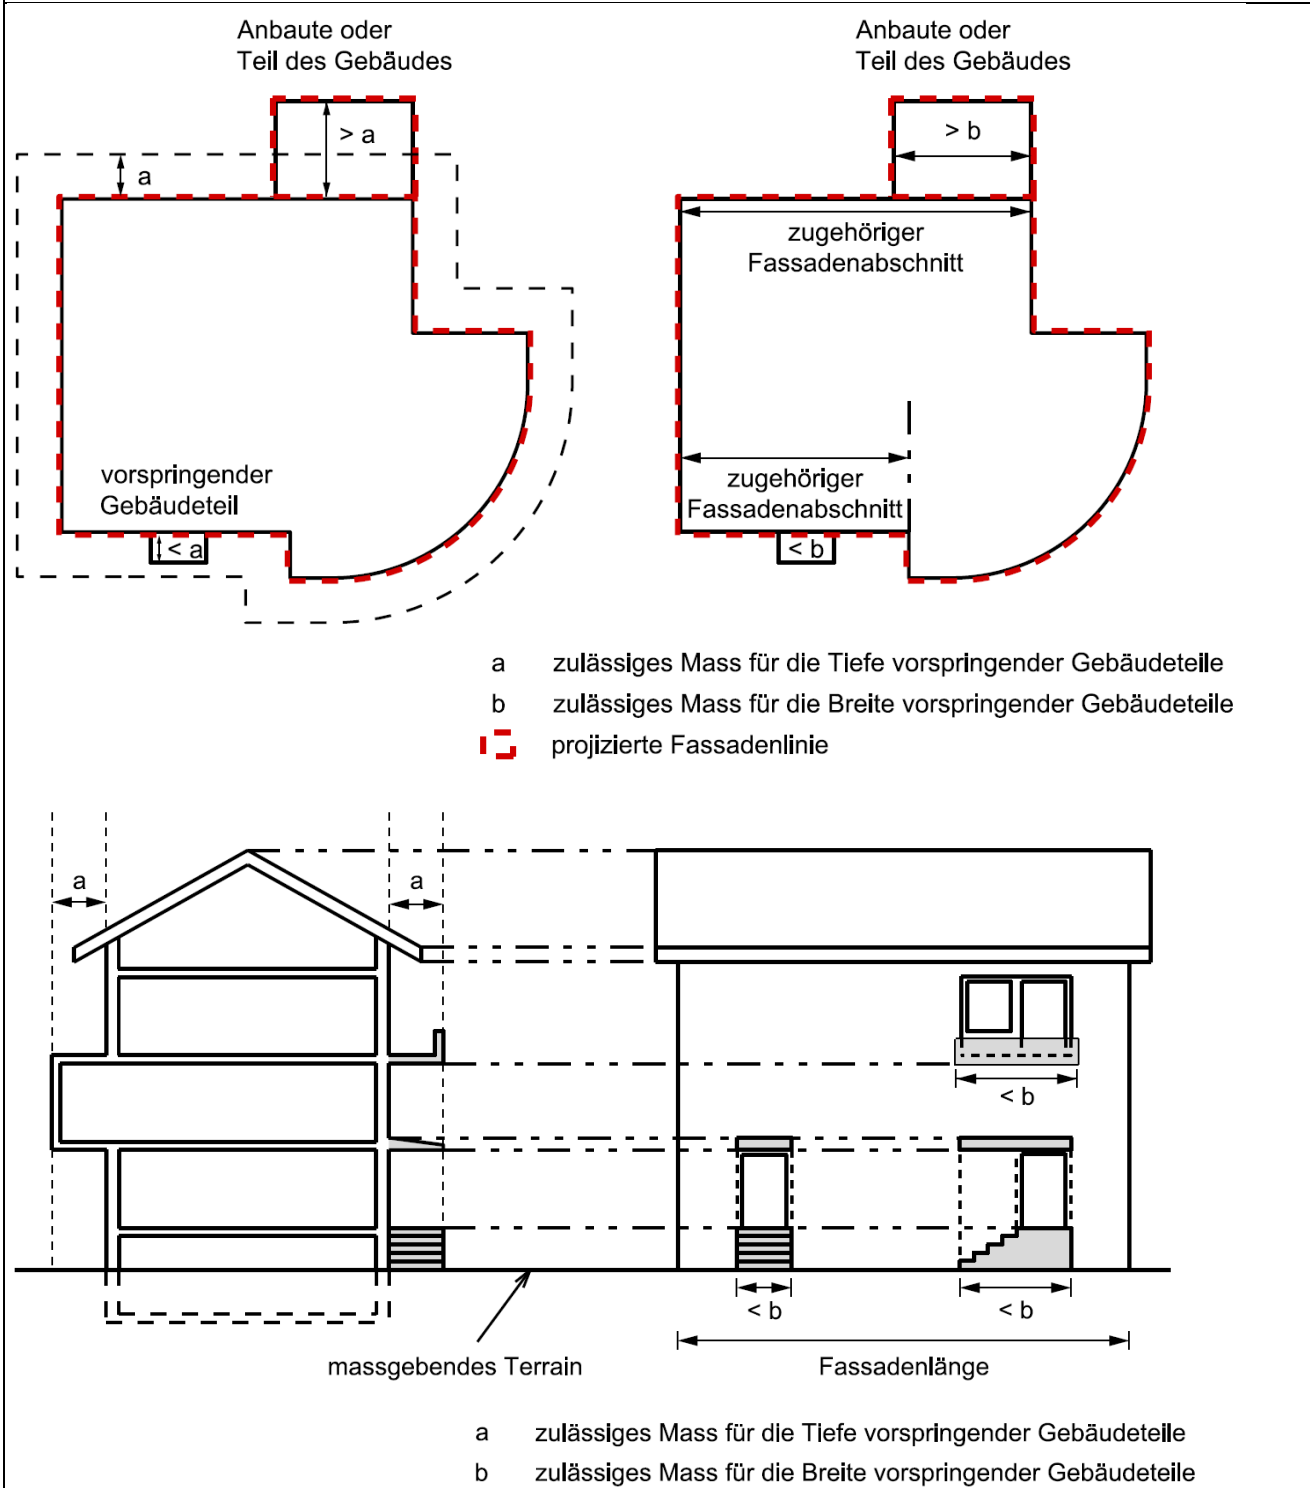 Anbaute oder
Teil des Gebäudes
> a
a
vorspringender
Gebäudeteil
< a
Anbaute oder
Teil des Gebäudes
> b
zugehöriger
Fassadenabschnitt
zugehöriger
Fassadenabschnitt
< b
a zulässiges Mass für die Tiefe vorspringender Gebäudeteile
b zulässiges Mass für die Breite vorspringender Gebäudeteile
projizierte Fassadenlinie
a
a
< b
< b
< b
massgebendes Terrain
Fassadenlänge
a zulässiges Mass für die Tiefe vorspringender Gebäudeteile
b zulässiges Mass für die Breite vorspringender Gebäudeteile